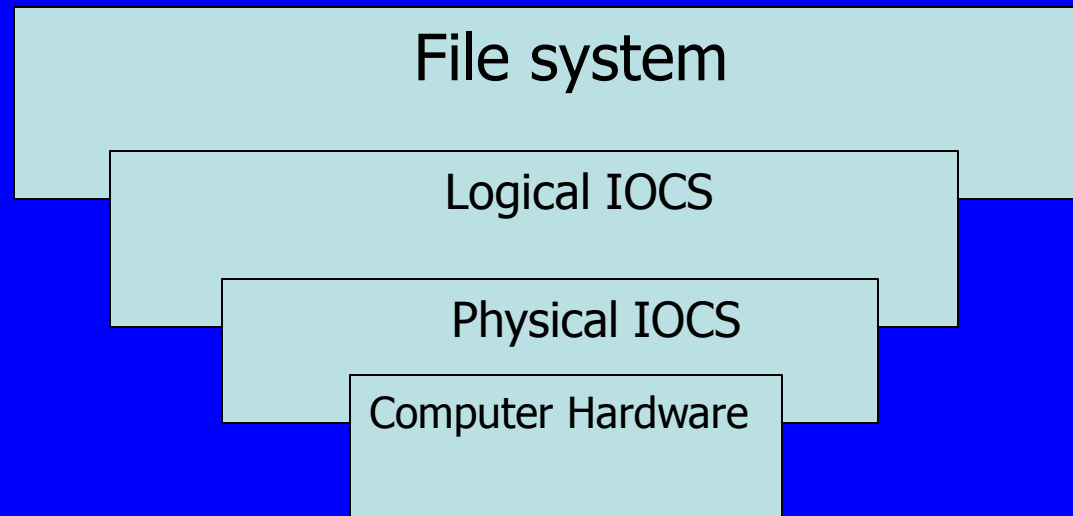 File system
Logical IOCS
Physical IOCS
Computer Hardware